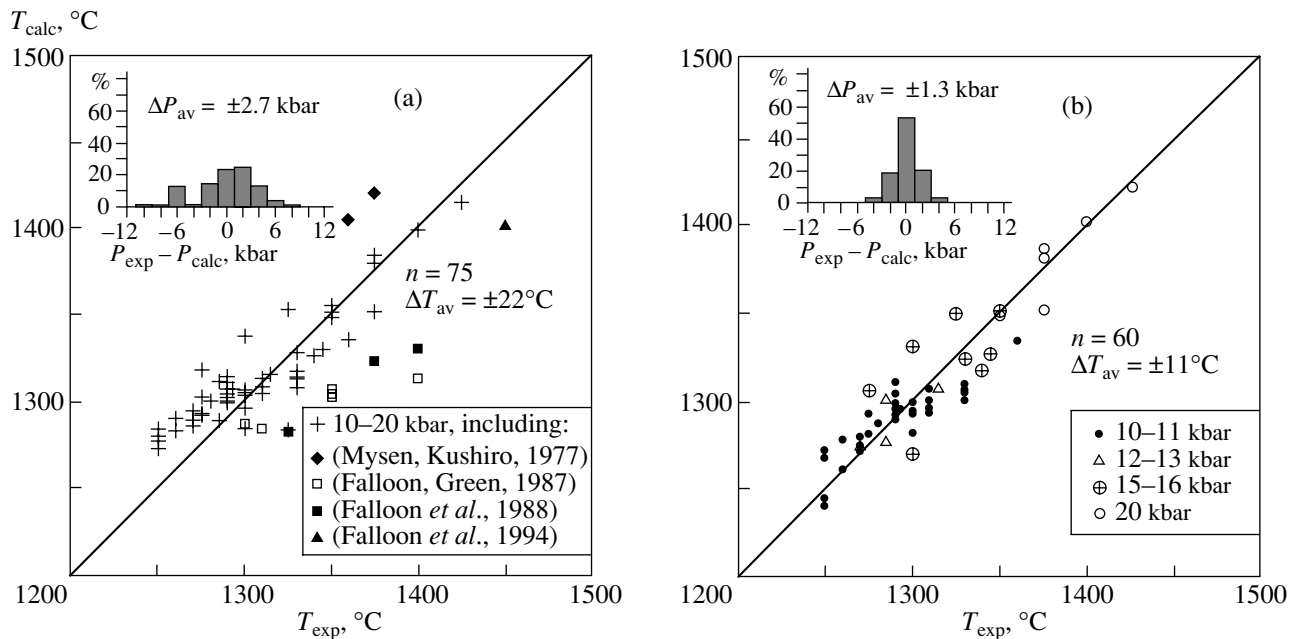 T_calc, °C
1500
1400
1300
1200
1300
1400
1500
T_exp, °C
%
60
40
20
0
−12
−6
0
6
12
P_exp – P_calc, kbar
ΔP_av = ±2.7 kbar
(a)
n = 75
ΔT_av = ±22°C
10–20 kbar, including:
(Mysen, Kushiro, 1977)
(Falloon, Green, 1987)
(Falloon et al., 1988)
(Falloon et al., 1994)
1500
1400
1300
1200
1300
1400
1500
T_exp, °C
%
60
40
20
0
−12
−6
0
6
12
P_exp – P_calc, kbar
ΔP_av = ±1.3 kbar
(b)
n = 60
ΔT_av = ±11°C
10–11 kbar
12–13 kbar
15–16 kbar
20 kbar